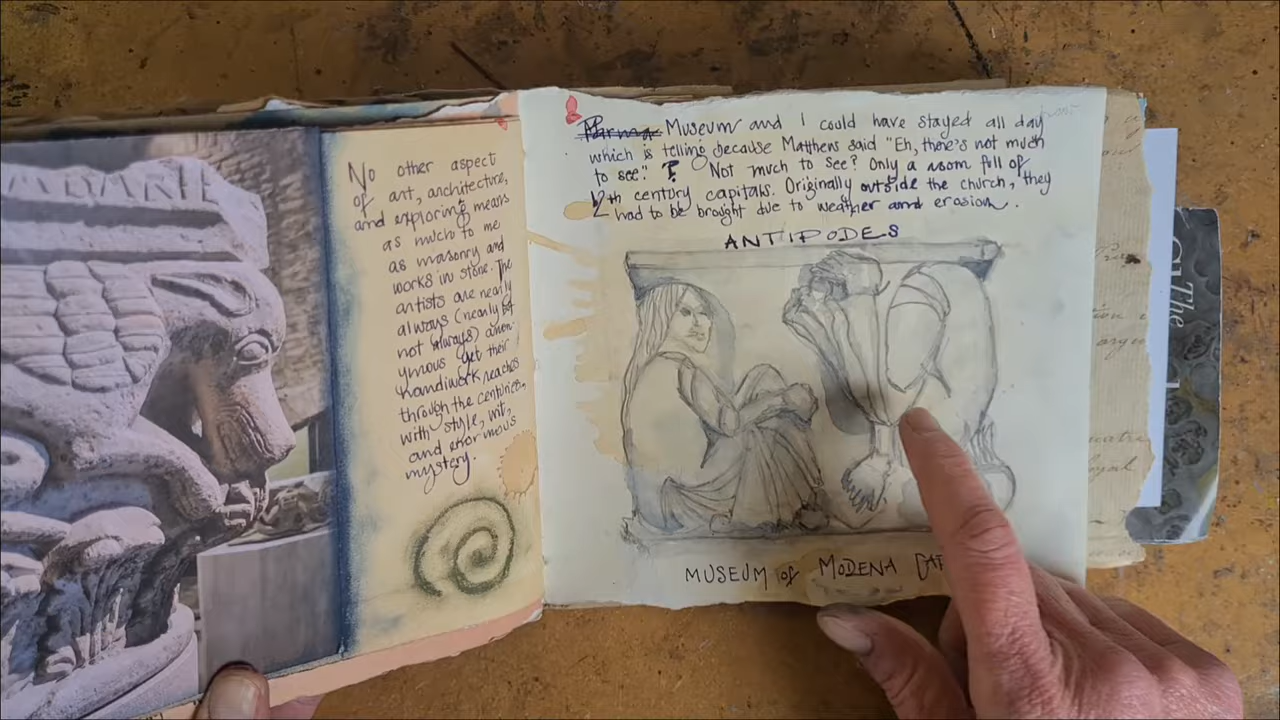 No other aspect
of art, architecture,
and exploring means
as much to me
as masonry and
works in stone. The
artists are nearly
always (nearly but
not always) anon-
ymous yet their
handiwork reaches
through the centuries,
with style, wit,
and enormous
mystery.
Parma Museum and I could have stayed all day
which is telling because Matthews said "Eh, there's not much
to see". ? Not much to see? Only a room full of
12th century capitals. Originally outside the church, they
had to be brought due to weather and erosion.
ANTIPODES
MUSEUM of MODENA
The